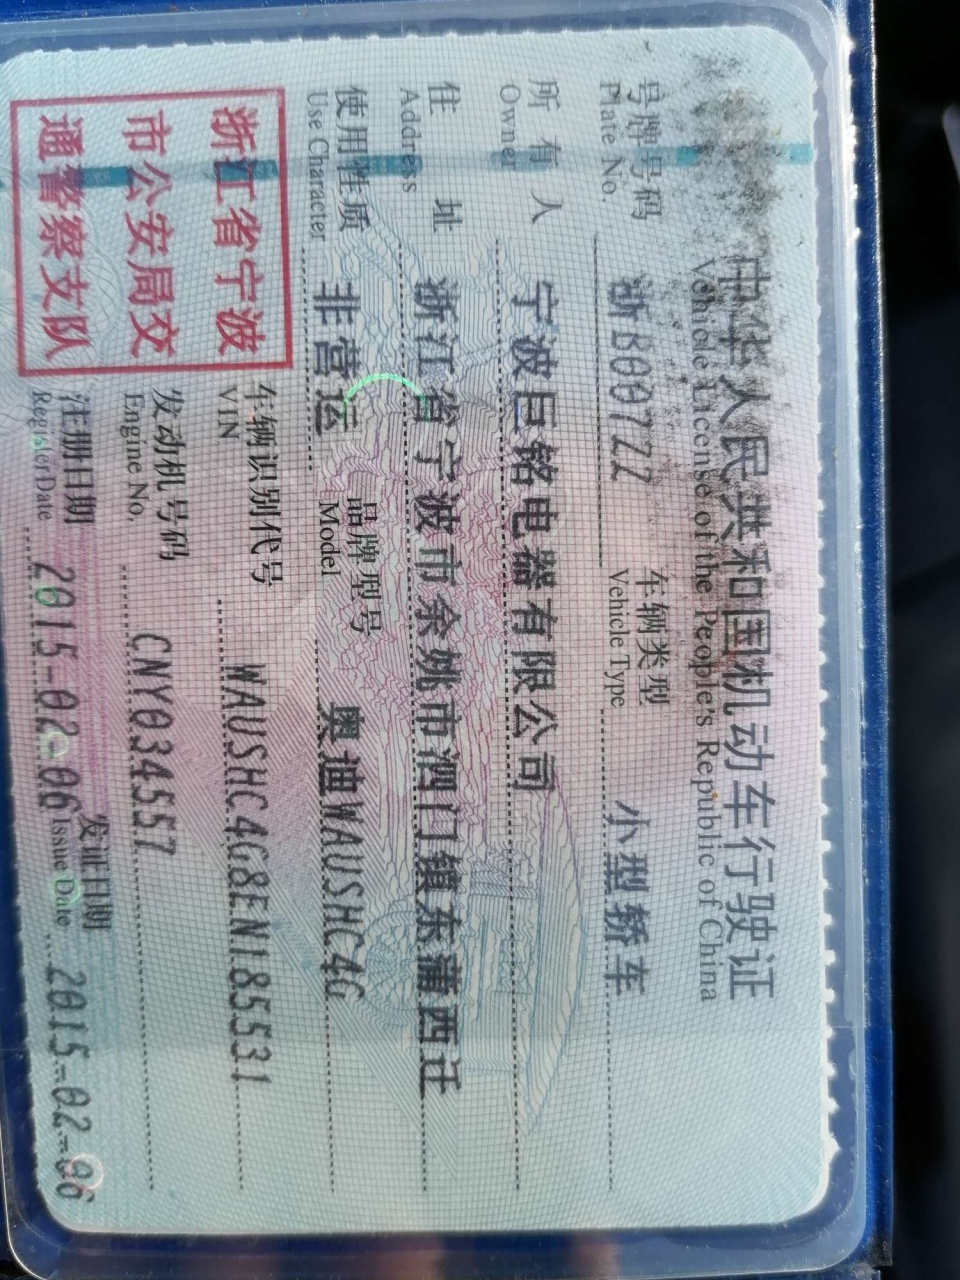 中华人民共和国机动车行驶证
Vehicle License of the People's Republic of China
号牌号码 浙B007ZZ 车辆类型 小型轿车
Plate No. Vehicle Type
所有人 宁波巨铭电器有限公司
Owner
住址 浙江省宁波市余姚市泗门镇东蒲西迁
Address
使用性质 非营运 品牌型号 奥迪WAUSHC4G
Use Character Model
浙江省宁波
市公安局交
通警察支队
车辆识别代号 WAUSHC4G8EN185531
VIN
发动机号码 CNY034557
Engine No.
注册日期 2015-02-06 发证日期 2015-02-06
Register Date Issue Date